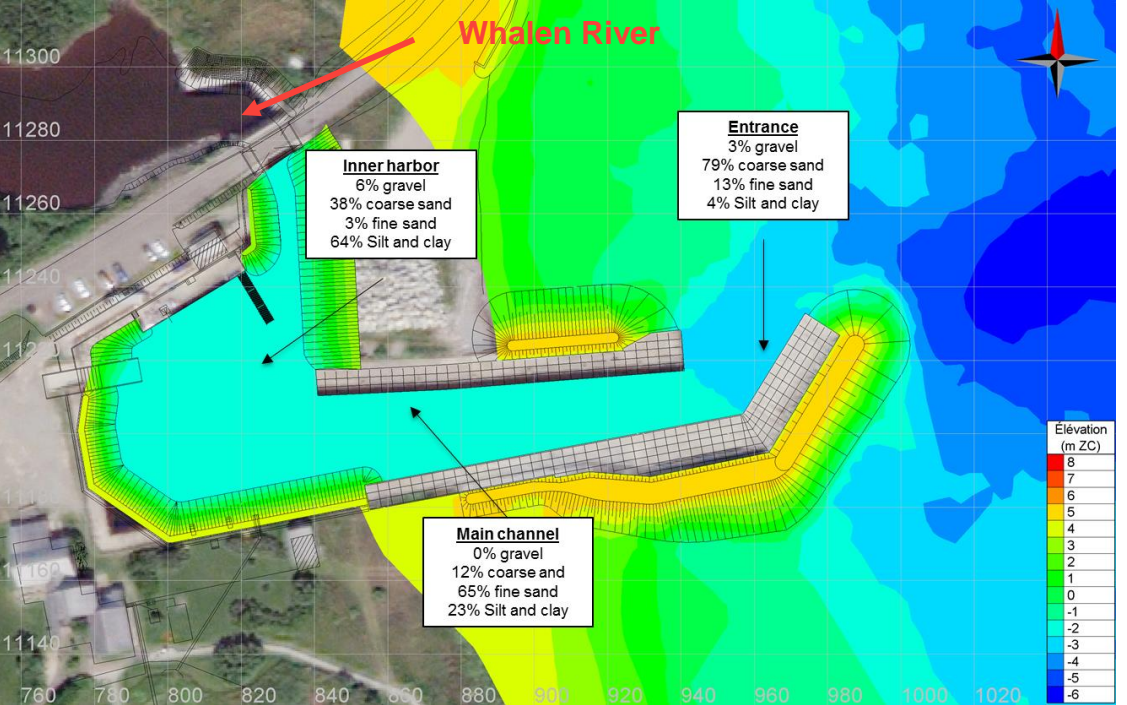 Whalen River
11300
11280
11260
11240
11140
Inner harbor
6% gravel
38% coarse sand
3% fine sand
64% Silt and clay
Entrance
3% gravel
79% coarse sand
13% fine sand
4% Silt and clay
Main channel
0% gravel
12% coarse and
65% fine sand
23% Silt and clay
Élévation
(m ZC)
8
7
6
5
4
3
2
1
0
-1
-2
-3
-4
-5
-6
760 780 800 820 840 860 880 900 920 940 960 980 1000 1020